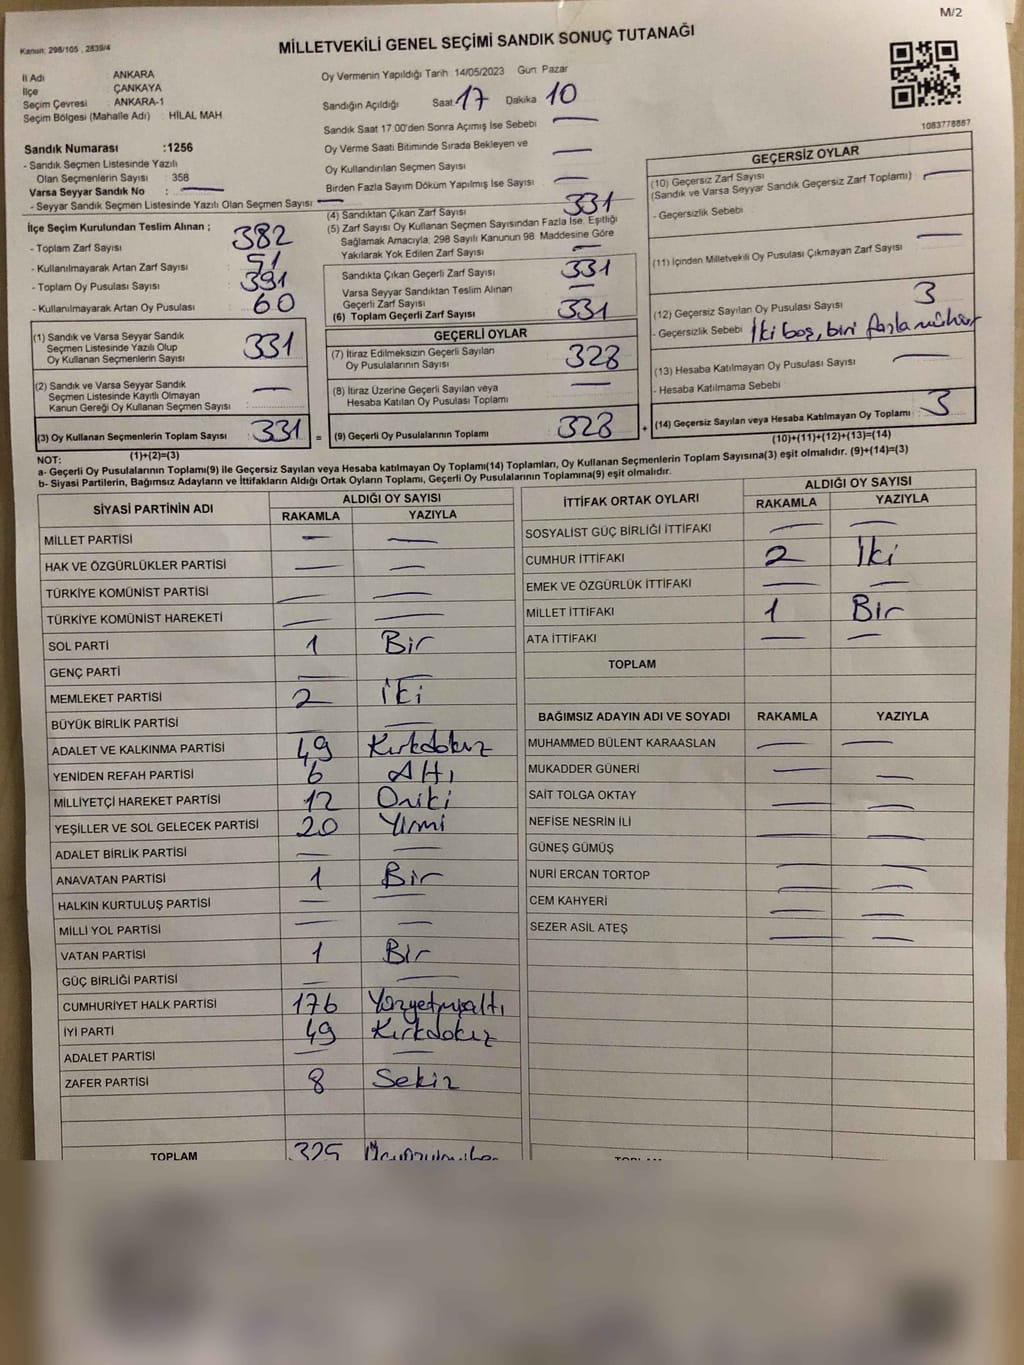 M/2
Kanun: 298/105 , 2839/4
MİLLETVEKİLİ GENEL SEÇİMİ SANDIK SONUÇ TUTANAĞI
İl Adı : ANKARA
İlçe : ÇANKAYA
Seçim Çevresi : ANKARA-1
Seçim Bölgesi (Mahalle Adı) : HİLAL MAH
Sandık Numarası :1256
- Sandık Seçmen Listesinde Yazılı
Olan Seçmenlerin Sayısı : 358
Varsa Seyyar Sandık No : —
- Seyyar Sandık Seçmen Listesinde Yazılı Olan Seçmen Sayısı : —
Oy Vermenin Yapıldığı Tarih 14/05/2023 Gün: Pazar
Sandığın Açıldığı Saat 17 Dakika 10
Sandık Saat 17.00'den Sonra Açımış İse Sebebi —
Oy Verme Saati Bitiminde Sırada Bekleyen ve
Oy Kullandırılan Seçmen Sayısı —
Birden Fazla Sayım Döküm Yapılmış İse Sayısı —
1083778887
İlçe Seçim Kurulundan Teslim Alınan ;
- Toplam Zarf Sayısı : 382
- Kullanılmayarak Artan Zarf Sayısı : 51
- Toplam Oy Pusulası Sayısı : 391
- Kullanılmayarak Artan Oy Pusulası : 60
(4) Sandıktan Çıkan Zarf Sayısı 331
(5) Zarf Sayısı Oy Kullanan Seçmen Sayısından Fazla İse, Eşitliği
Sağlamak Amacıyla; 298 Sayılı Kanunun 98. Maddesine Göre
Yakılarak Yok Edilen Zarf Sayısı —
Sandıkta Çıkan Geçerli Zarf Sayısı 331
Varsa Seyyar Sandıktan Teslim Alınan
Geçerli Zarf Sayısı —
(6) Toplam Geçerli Zarf Sayısı 331
GEÇERSİZ OYLAR
(10) Geçersiz Zarf Sayısı
(Sandık ve Varsa Seyyar Sandık Geçersiz Zarf Toplamı) —
- Geçersizlik Sebebi
(11) İçinden Milletvekili Oy Pusulası Çıkmayan Zarf Sayısı —
(12) Geçersiz Sayılan Oy Pusulası Sayısı 3
- Geçersizlik Sebebi İki boş, biri fazla mühür
(13) Hesaba Katılmayan Oy Pusulası Sayısı —
- Hesaba Katılmama Sebebi
(14) Geçersiz Sayılan veya Hesaba Katılmayan Oy Toplamı 3
(10)+(11)+(12)+(13)=(14)
(1) Sandık ve Varsa Seyyar Sandık
Seçmen Listesinde Yazılı Olup
Oy Kullanan Seçmenlerin Sayısı 331
(2) Sandık ve Varsa Seyyar Sandık
Seçmen Listesinde Kayıtlı Olmayan
Kanun Gereği Oy Kullanan Seçmen Sayısı —
(3) Oy Kullanan Seçmenlerin Toplam Sayısı 331 =
(1)+(2)=(3)
GEÇERLİ OYLAR
(7) İtiraz Edilmeksizin Geçerli Sayılan
Oy Pusulalarının Sayısı 328
(8) İtiraz Üzerine Geçerli Sayılan veya
Hesaba Katılan Oy Pusulası Toplamı —
(9) Geçerli Oy Pusulalarının Toplamı 328 +
NOT:
a- Geçerli Oy Pusulalarının Toplamı(9) ile Geçersiz Sayılan veya Hesaba katılmayan Oy Toplamı(14) Toplamları, Oy Kullanan Seçmenlerin Toplam Sayısına(3) eşit olmalıdır. (9)+(14)=(3)
b- Siyasi Partilerin, Bağımsız Adayların ve İttifakların Aldığı Ortak Oyların Toplamı, Geçerli Oy Pusulalarının Toplamına(9) eşit olmalıdır.
SİYASİ PARTİNİN ADI ALDIĞI OY SAYISI
RAKAMLA YAZIYLA
MİLLET PARTİSİ — —
HAK VE ÖZGÜRLÜKLER PARTİSİ — —
TÜRKİYE KOMÜNİST PARTİSİ — —
TÜRKİYE KOMÜNİST HAREKETİ — —
SOL PARTİ 1 Bir
GENÇ PARTİ — —
MEMLEKET PARTİSİ 2 İki
BÜYÜK BİRLİK PARTİSİ — —
ADALET VE KALKINMA PARTİSİ 49 Kırkdokuz
YENİDEN REFAH PARTİSİ 6 Altı
MİLLİYETÇİ HAREKET PARTİSİ 12 Oniki
YEŞİLLER VE SOL GELECEK PARTİSİ 20 Yirmi
ADALET BİRLİK PARTİSİ — —
ANAVATAN PARTİSİ 1 Bir
HALKIN KURTULUŞ PARTİSİ — —
MİLLİ YOL PARTİSİ — —
VATAN PARTİSİ 1 Bir
GÜÇ BİRLİĞİ PARTİSİ — —
CUMHURİYET HALK PARTİSİ 176 Yüzyetmişaltı
İYİ PARTİ 49 Kırkdokuz
ADALET PARTİSİ — —
ZAFER PARTİSİ 8 Sekiz
TOPLAM 325
İTTİFAK ORTAK OYLARI ALDIĞI OY SAYISI
RAKAMLA YAZIYLA
SOSYALİST GÜÇ BİRLİĞİ İTTİFAKI — —
CUMHUR İTTİFAKI 2 İki
EMEK VE ÖZGÜRLÜK İTTİFAKI — —
MİLLET İTTİFAKI 1 Bir
ATA İTTİFAKI — —
TOPLAM
BAĞIMSIZ ADAYIN ADI VE SOYADI RAKAMLA YAZIYLA
MUHAMMED BÜLENT KARAASLAN — —
MUKADDER GÜNERİ — —
SAİT TOLGA OKTAY — —
NEFİSE NESRİN İLİ — —
GÜNEŞ GÜMÜŞ — —
NURİ ERCAN TORTOP — —
CEM KAHYERİ — —
SEZER ASİL ATEŞ — —
TOPLAM